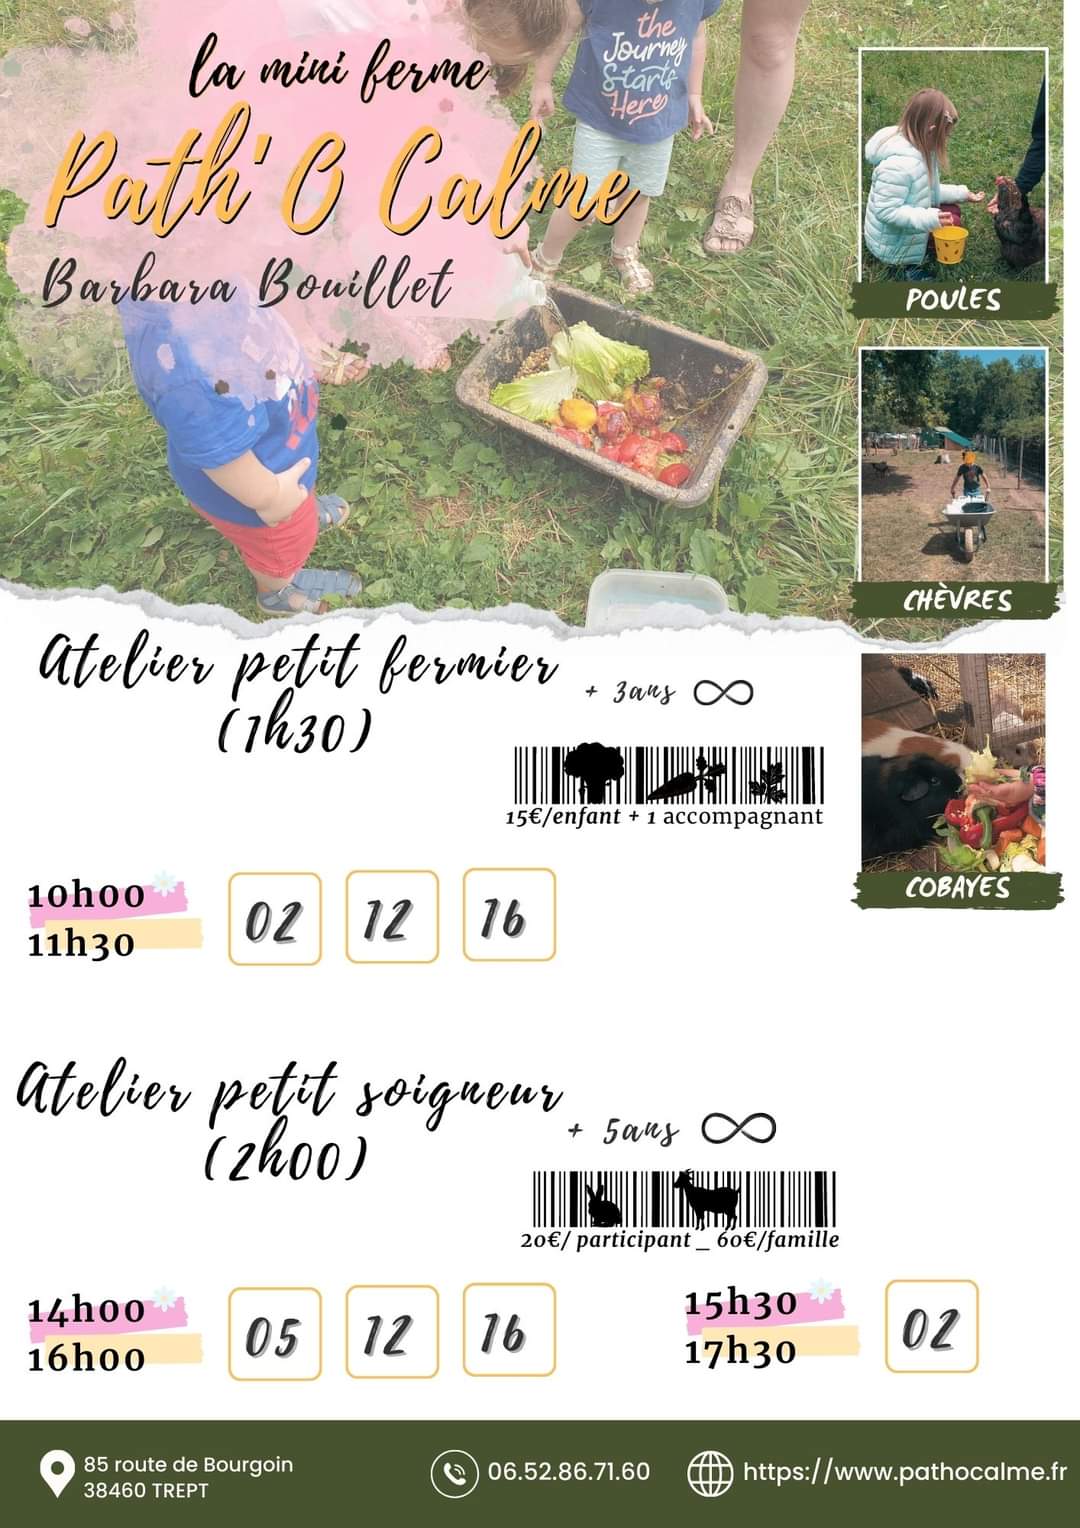 la mini ferme
Path'O Calme
Barbara Bouillet
the
Journey
Starts
Here
POULES
CHÈVRES
COBAYES
Atelier petit fermier
(1h30)
+ 3ans ∞
15€/enfant + 1 accompagnant
10h00
11h30
02 12 16
Atelier petit soigneur
(2h00)
+ 5ans ∞
20€/ participant _ 60€/famille
14h00
16h00
05 12 16
15h30
17h30
02
85 route de Bourgoin
38460 TREPT
06.52.86.71.60
https://www.pathocalme.fr